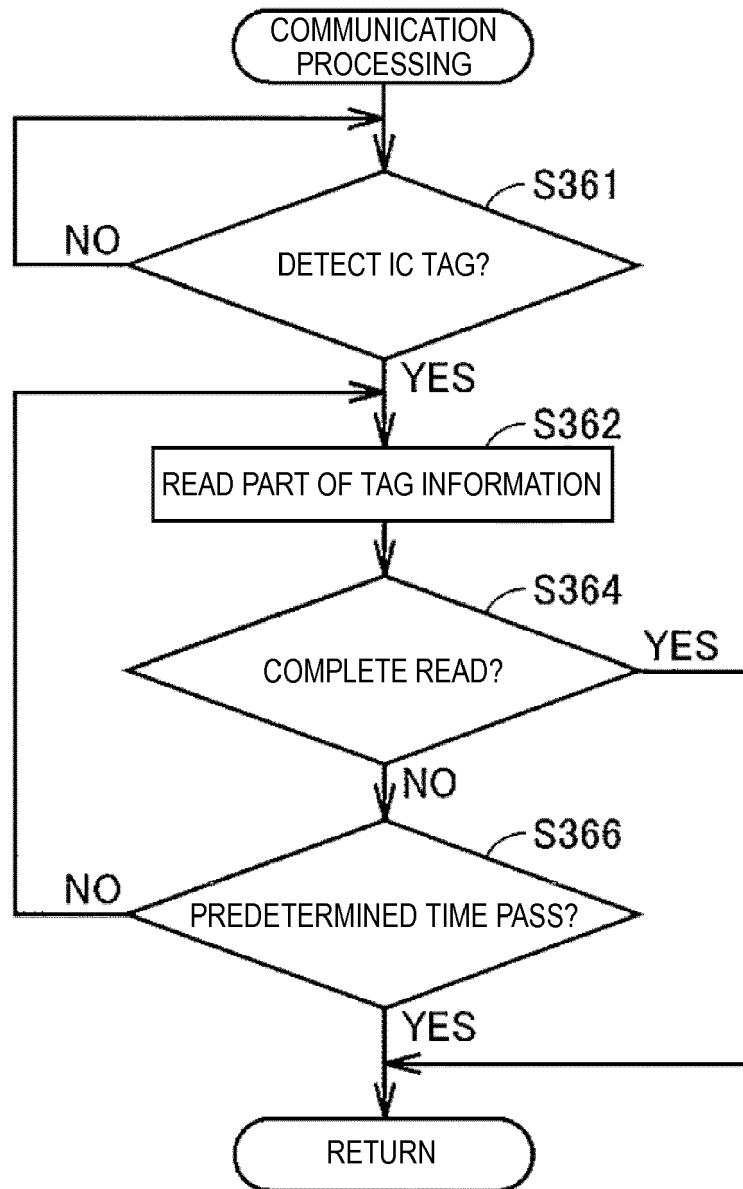 COMMUNICATION
PROCESSING
S361
NO
DETECT IC TAG?
YES
S362
READ PART OF TAG INFORMATION
S364
YES
COMPLETE READ?
NO
S366
NO
PREDETERMINED TIME PASS?
YES
RETURN